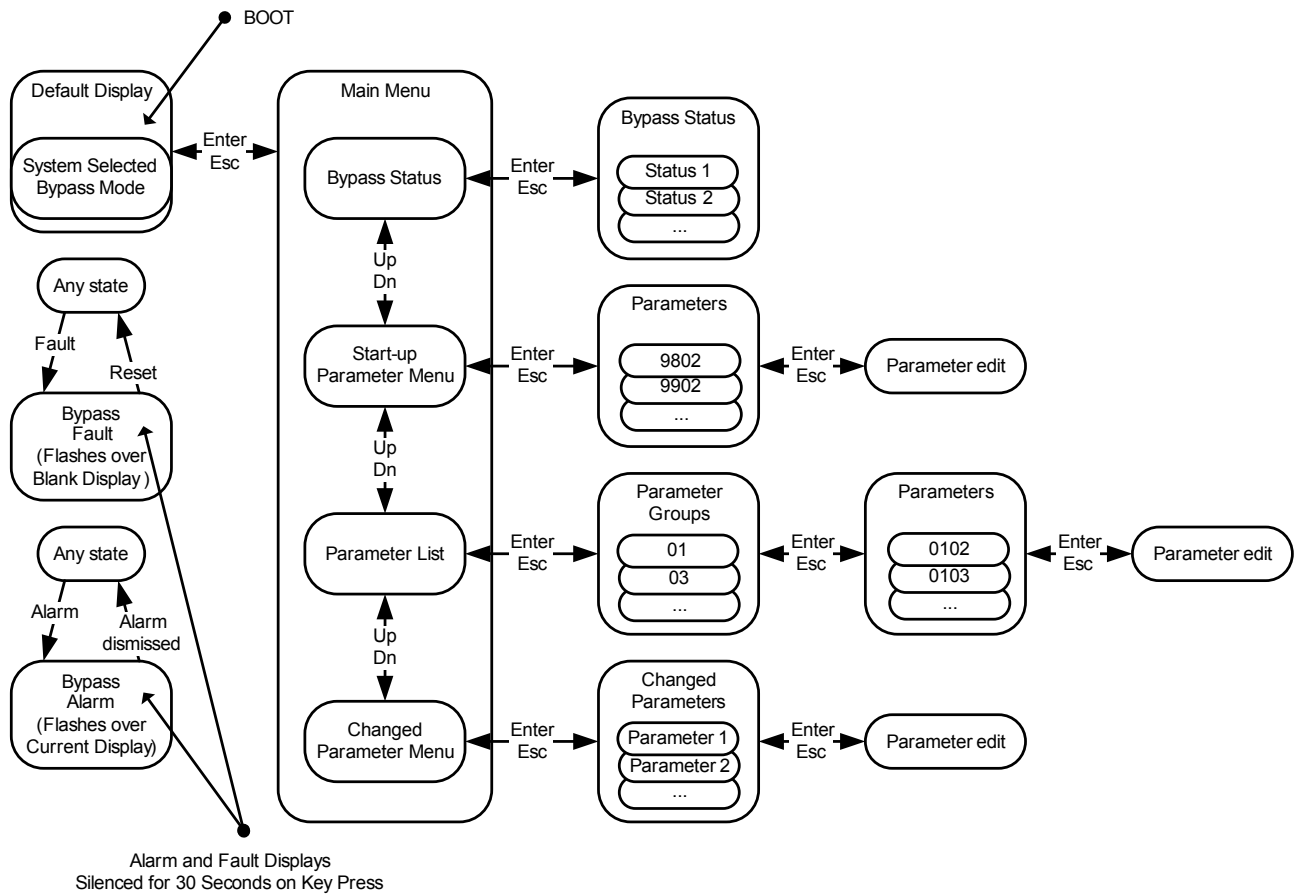 BOOT
Default Display
System Selected
Bypass Mode
Enter
Esc
Main Menu
Bypass Status
Up
Dn
Start-up
Parameter Menu
Up
Dn
Parameter List
Up
Dn
Changed
Parameter Menu
Enter
Esc
Bypass Status
Status 1
Status 2
...
Enter
Esc
Parameters
9802
9902
...
Enter
Esc
Parameter edit
Enter
Esc
Parameter
Groups
01
03
...
Enter
Esc
Parameters
0102
0103
...
Enter
Esc
Parameter edit
Enter
Esc
Changed
Parameters
Parameter 1
Parameter 2
...
Enter
Esc
Parameter edit
Any state
Fault
Reset
Bypass
Fault
(Flashes over
Blank Display )
Any state
Alarm
Alarm
dismissed
Bypass
Alarm
(Flashes over
Current Display)
Alarm and Fault Displays
Silenced for 30 Seconds on Key Press